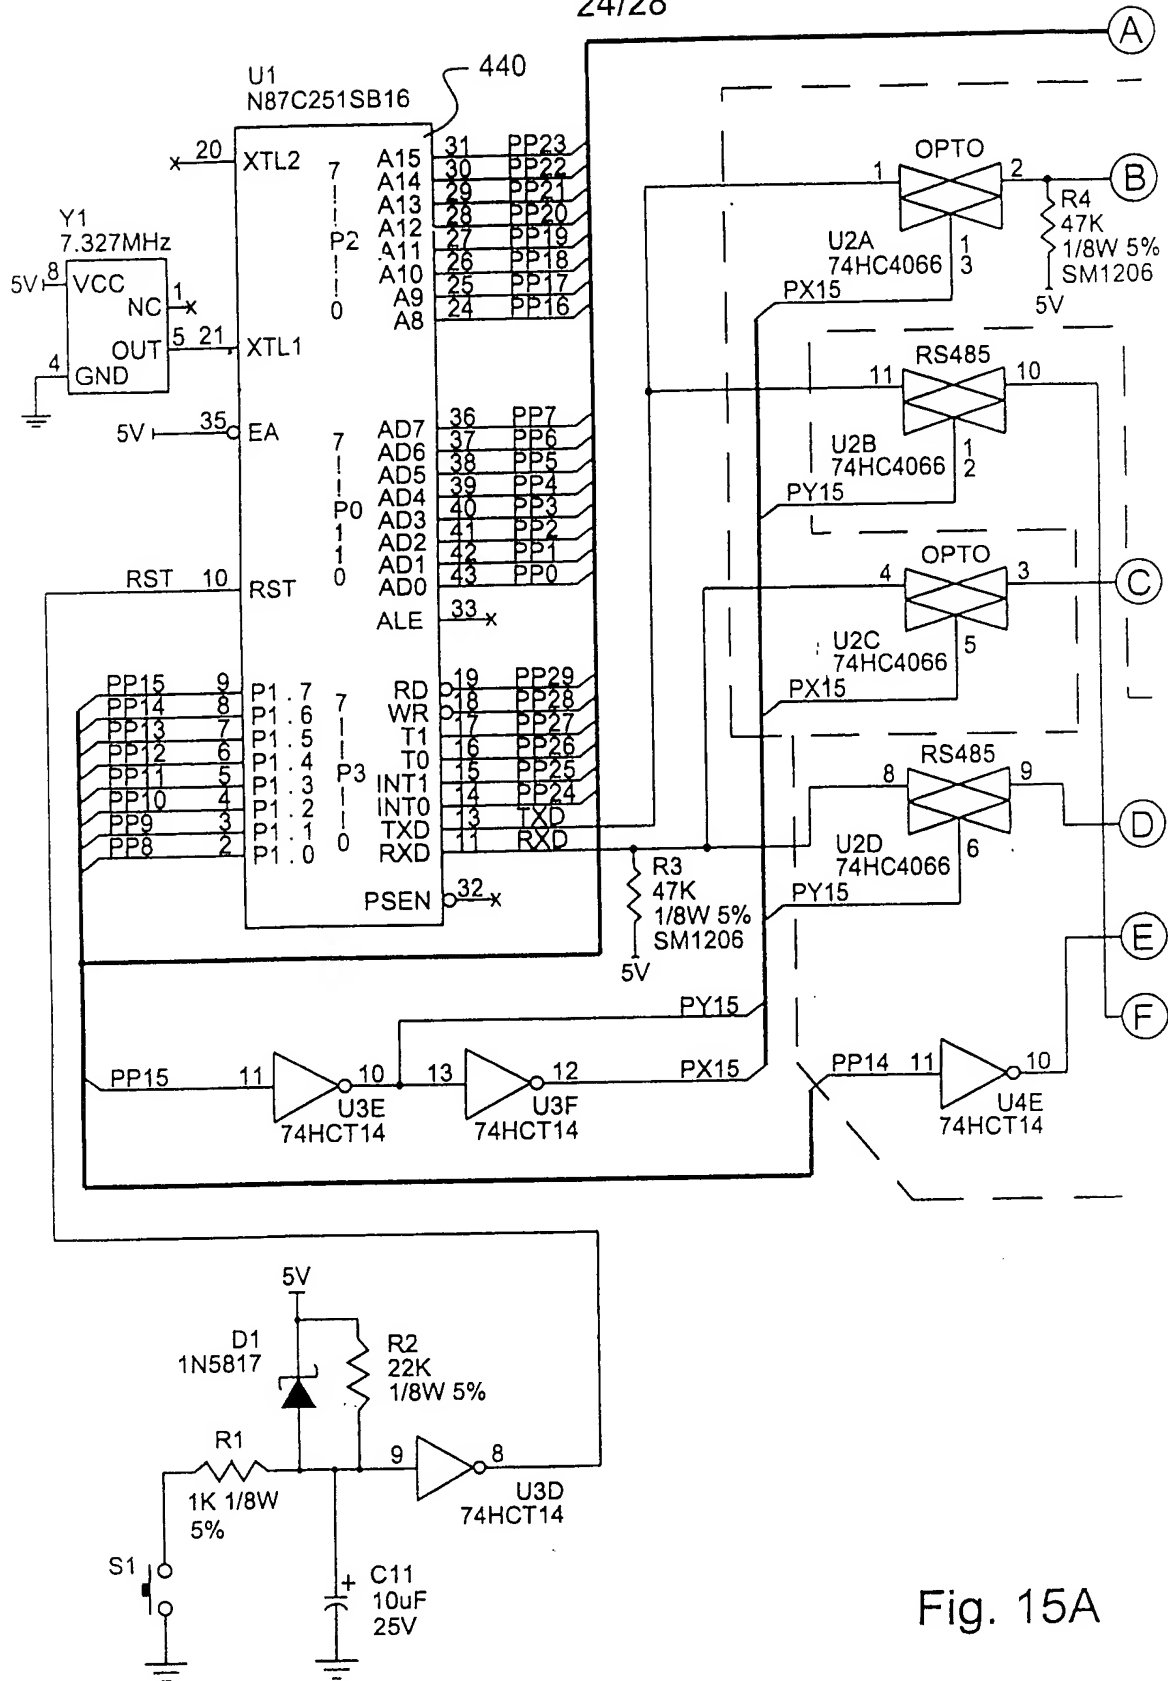 24/28
A
U1
N87C251SB16
440
20
XTL2
7
P2
0
A15 31 PP23
A14 30 PP22
A13 29 PP21
A12 28 PP20
A11 27 PP19
A10 26 PP18
A9 25 PP17
A8 24 PP16
Y1
7.327MHz
5V 8 VCC
NC 1
OUT 5 21 XTL1
4 GND
5V 35 EA
7
P0
1
1
0
AD7 36 PP7
AD6 37 PP6
AD5 38 PP5
AD4 39 PP4
AD3 40 PP3
AD2 41 PP2
AD1 42 PP1
AD0 43 PP0
ALE 33
RST 10 RST
PP15 9 P1.7
PP14 8 P1.6
PP13 7 P1.5
PP12 6 P1.4
PP11 5 P1.3
PP10 4 P1.2
PP9 3 P1.1
PP8 2 P1.0
7
P3
0
RD 19 PP29
WR 18 PP28
T1 17 PP27
T0 16 PP26
INT1 15 PP25
INT0 14 PP24
TXD 13 TXD
RXD 11 RXD
PSEN 32
R3
47K
1/8W 5%
SM1206
5V
OPTO
1 2
B
U2A
74HC4066
1
3
PX15
R4
47K
1/8W 5%
SM1206
5V
RS485
11 10
U2B
74HC4066
1
2
PY15
OPTO
4 3
C
U2C
74HC4066
5
PX15
RS485
8 9
D
U2D
74HC4066
6
PY15
E
F
PY15
PP15 11 10 13 12 PX15
U3E
74HCT14
U3F
74HCT14
PP14 11 10
U4E
74HCT14
5V
D1
1N5817
R2
22K
1/8W 5%
R1
1K 1/8W
5%
9 8
U3D
74HCT14
S1
+
C11
10uF
25V
Fig. 15A